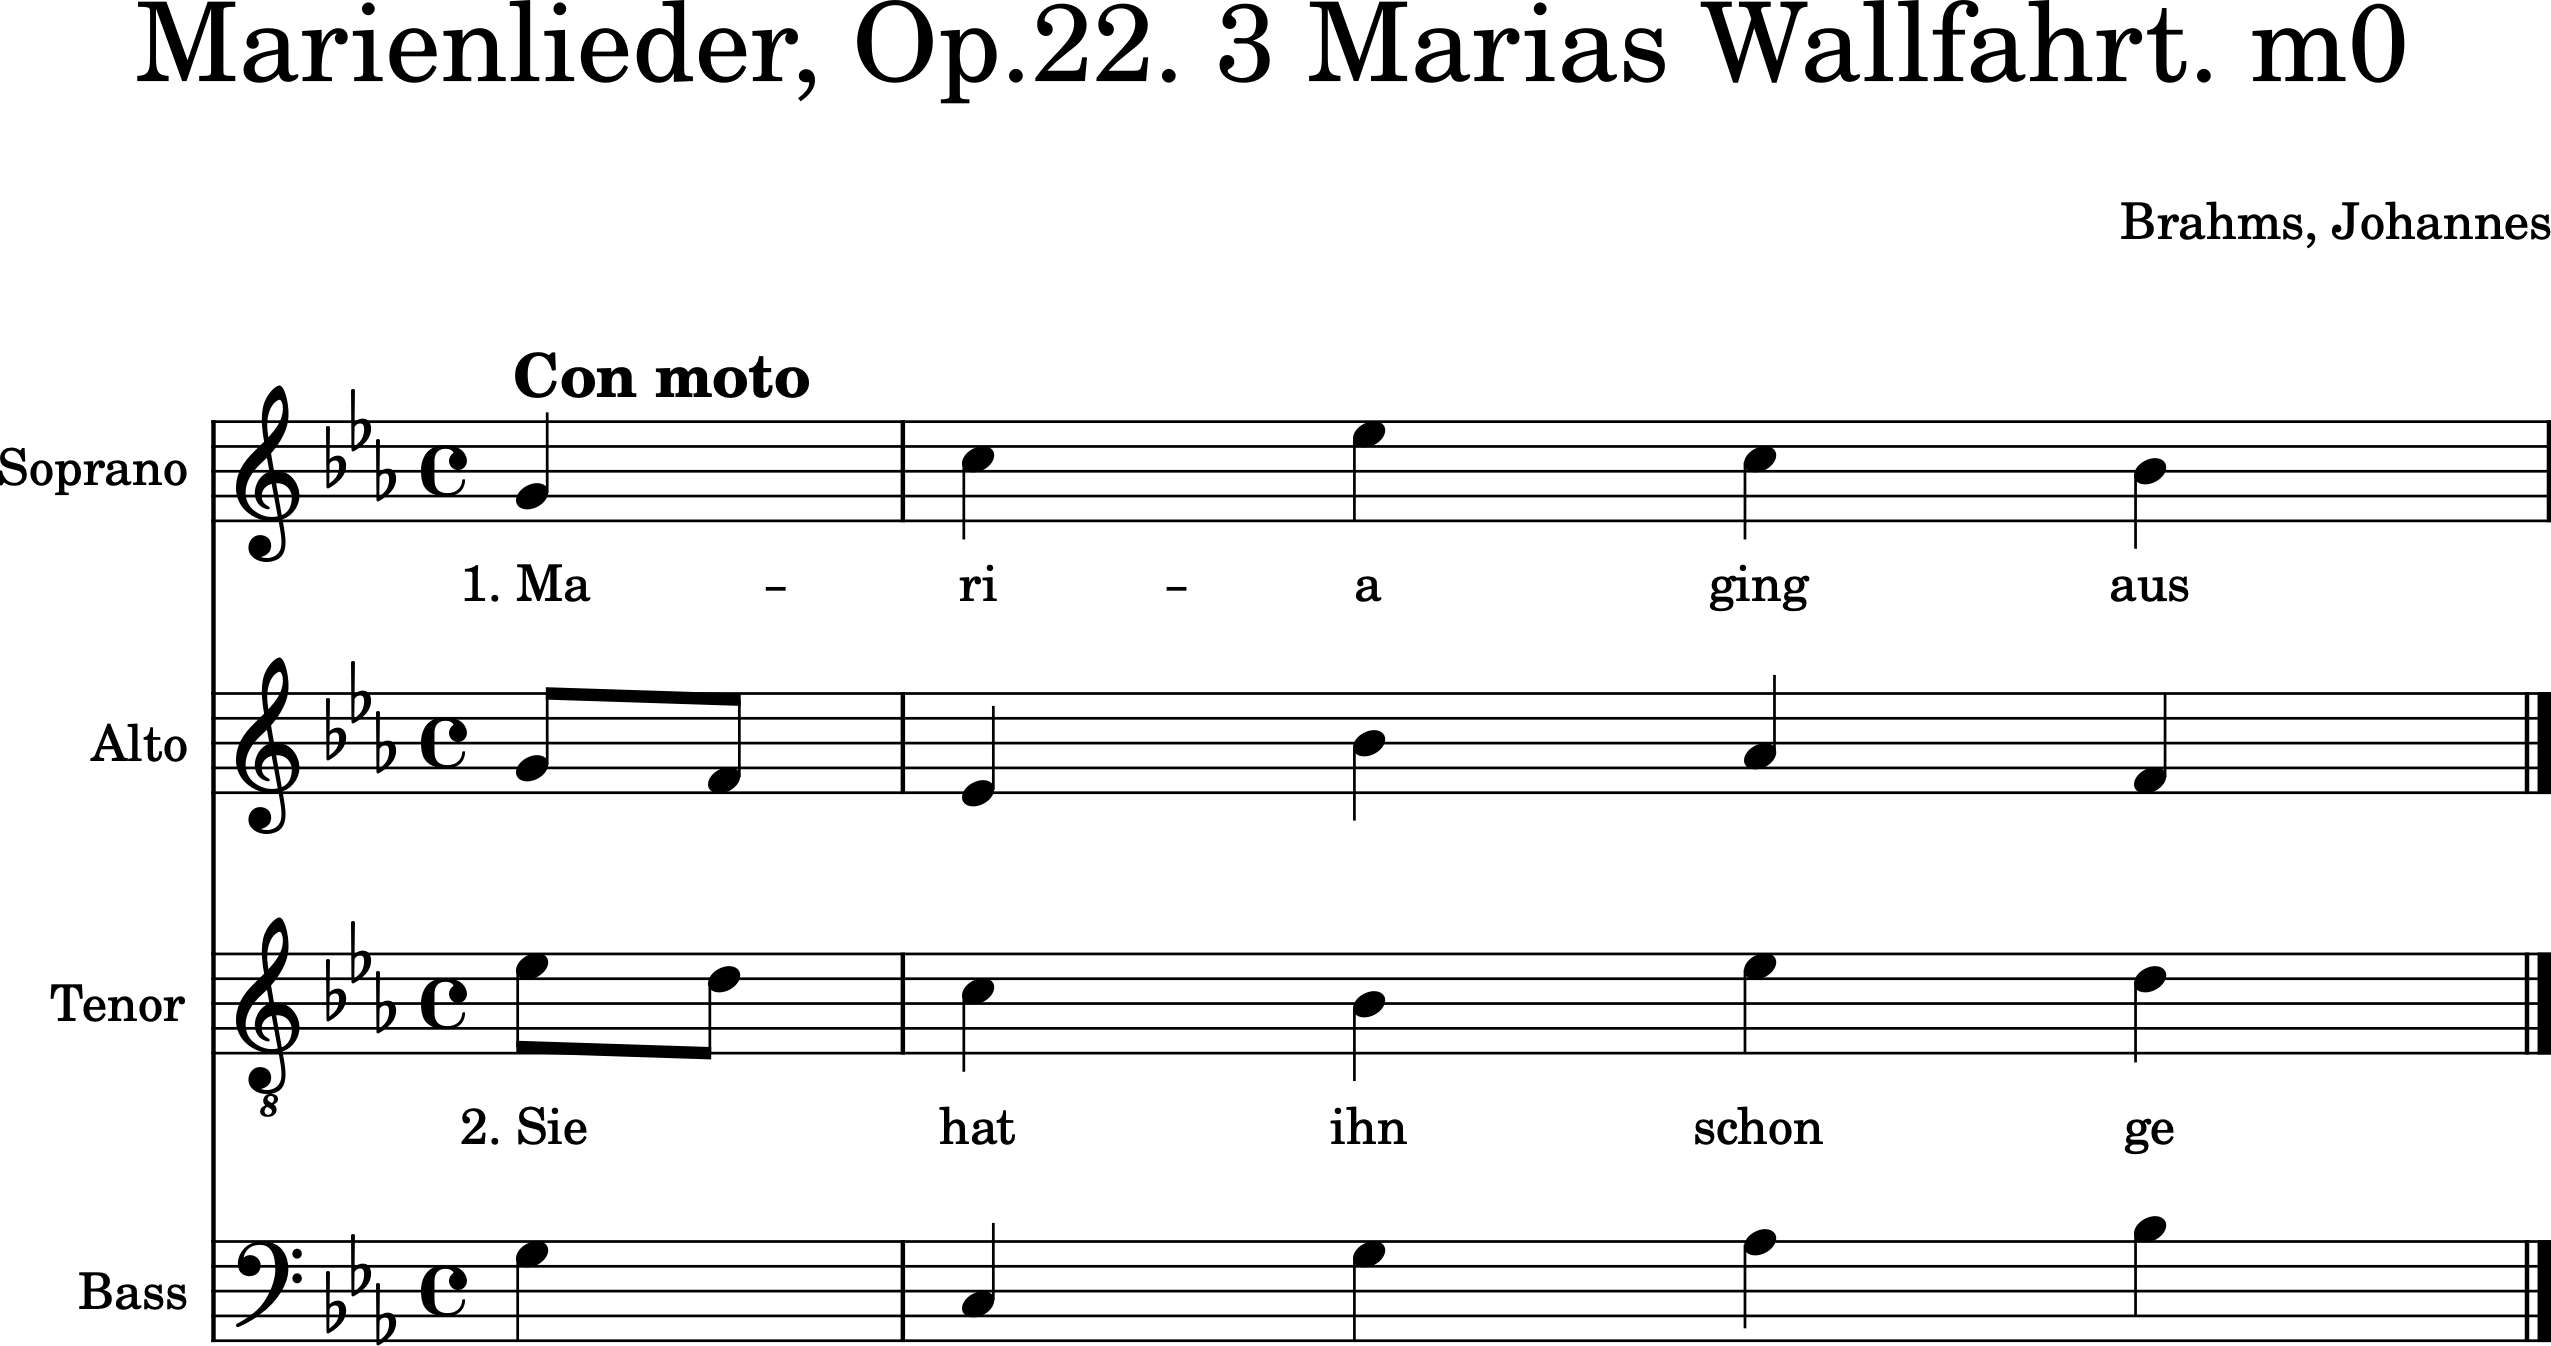 Marienlieder, Op.22. 3 Marias Wallfahrt. m0
Brahms, Johannes
Con moto
Soprano
1. Ma - ri - a ging aus
Alto
Tenor
8
2. Sie hat ihn schon ge
Bass